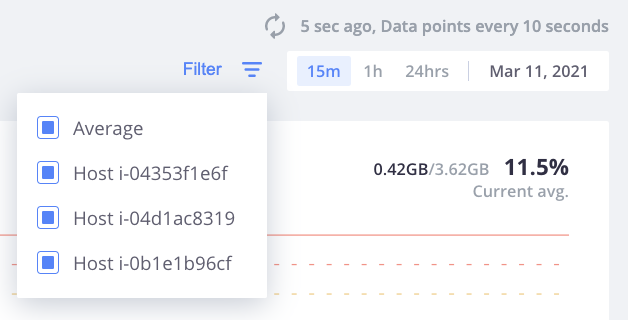 5 sec ago, Data points every 10 seconds
Filter
15m 1h 24hrs Mar 11, 2021
Average
Host i-04353f1e6f
Host i-04d1ac8319
Host i-0b1e1b96cf
0.42GB/3.62GB 11.5%
Current avg.